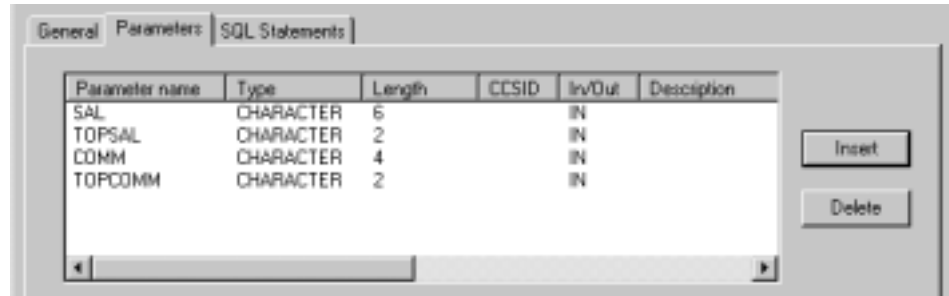 General Parameters SQL Statements
Parameter name Type Length CCSID In/Out Description
SAL CHARACTER 6 IN
TOPSAL CHARACTER 2 IN
COMM CHARACTER 4 IN
TOPCOMM CHARACTER 2 IN
Insert
Delete